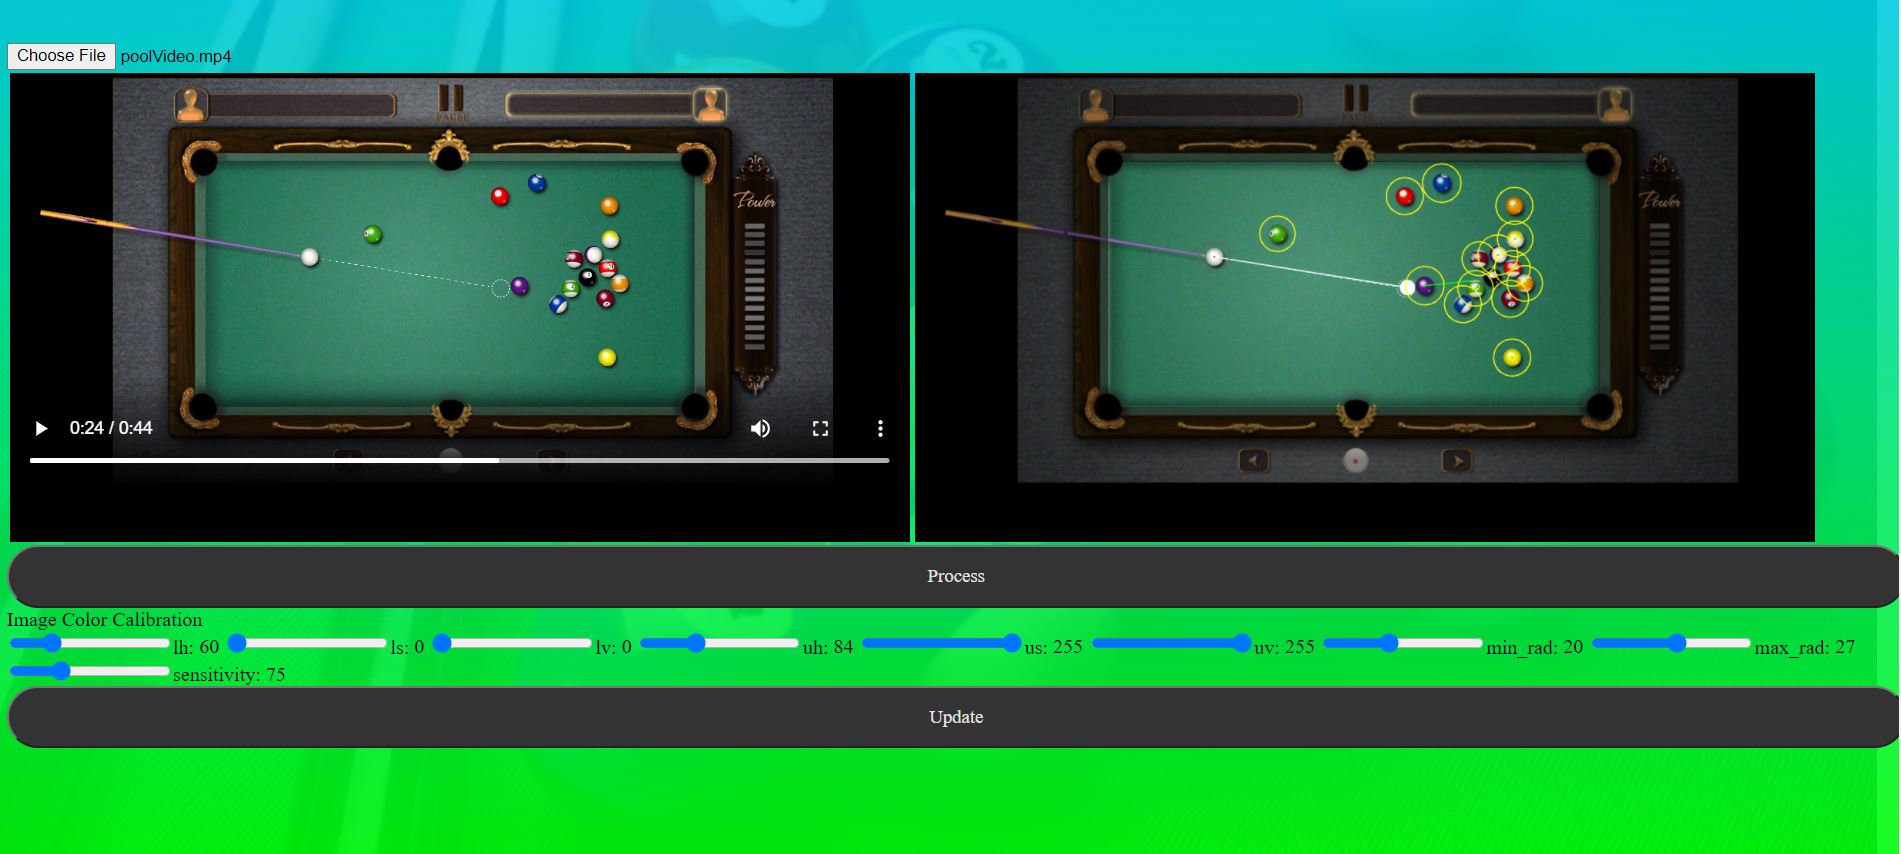 Choose File poolVideo.mp4
PAUSE
PAUSE
Power
Power
0:24 / 0:44
Process
Image Color Calibration
lh: 60 ls: 0 lv: 0 uh: 84 us: 255 uv: 255 min_rad: 20 max_rad: 27
sensitivity: 75
Update